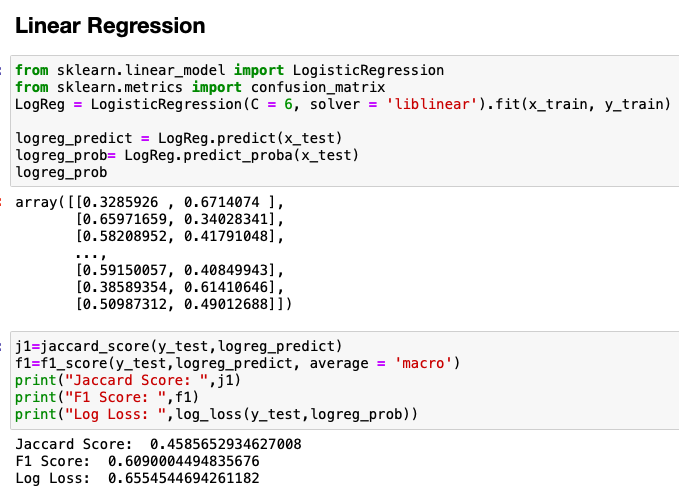 Linear Regression
from sklearn.linear_model import LogisticRegression
from sklearn.metrics import confusion_matrix
LogReg = LogisticRegression(C = 6, solver = 'liblinear').fit(x_train, y_train)
logreg_predict = LogReg.predict(x_test)
logreg_prob= LogReg.predict_proba(x_test)
logreg_prob
array([[0.3285926 , 0.6714074 ],
[0.65971659, 0.34028341],
[0.58208952, 0.41791048],
...,
[0.59150057, 0.40849943],
[0.38589354, 0.61410646],
[0.50987312, 0.49012688]])
j1=jaccard_score(y_test,logreg_predict)
f1=f1_score(y_test,logreg_predict, average = 'macro')
print("Jaccard Score: ",j1)
print("F1 Score: ",f1)
print("Log Loss: ",log_loss(y_test,logreg_prob))
Jaccard Score:  0.4585652934627008
F1 Score:  0.6090004494835676
Log Loss:  0.6554544694261182